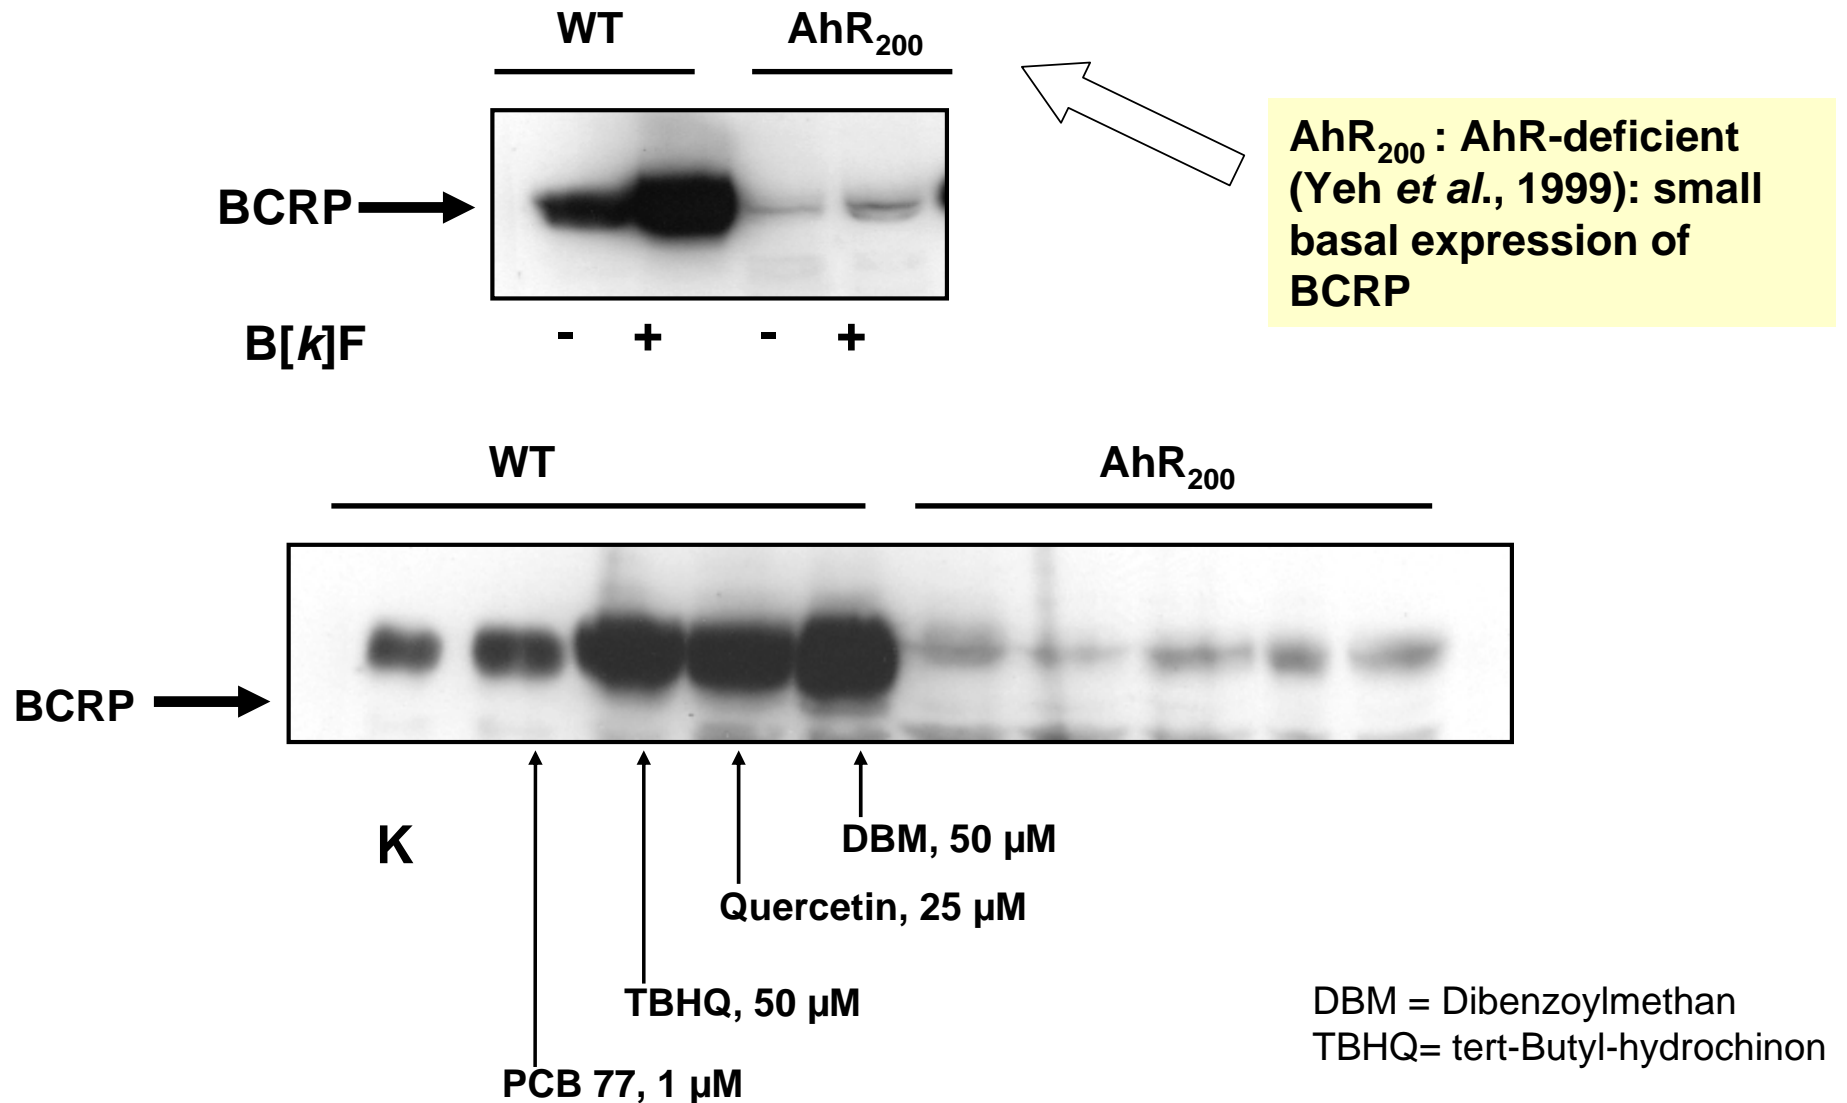 WT AhR200
BCRP
AhR200 : AhR-deficient
(Yeh et al., 1999): small
basal expression of
BCRP
B[k]F - + - +
WT AhR200
BCRP
K
DBM, 50 µM
Quercetin, 25 µM
TBHQ, 50 µM
PCB 77, 1 µM
DBM = Dibenzoylmethan
TBHQ= tert-Butyl-hydrochinon